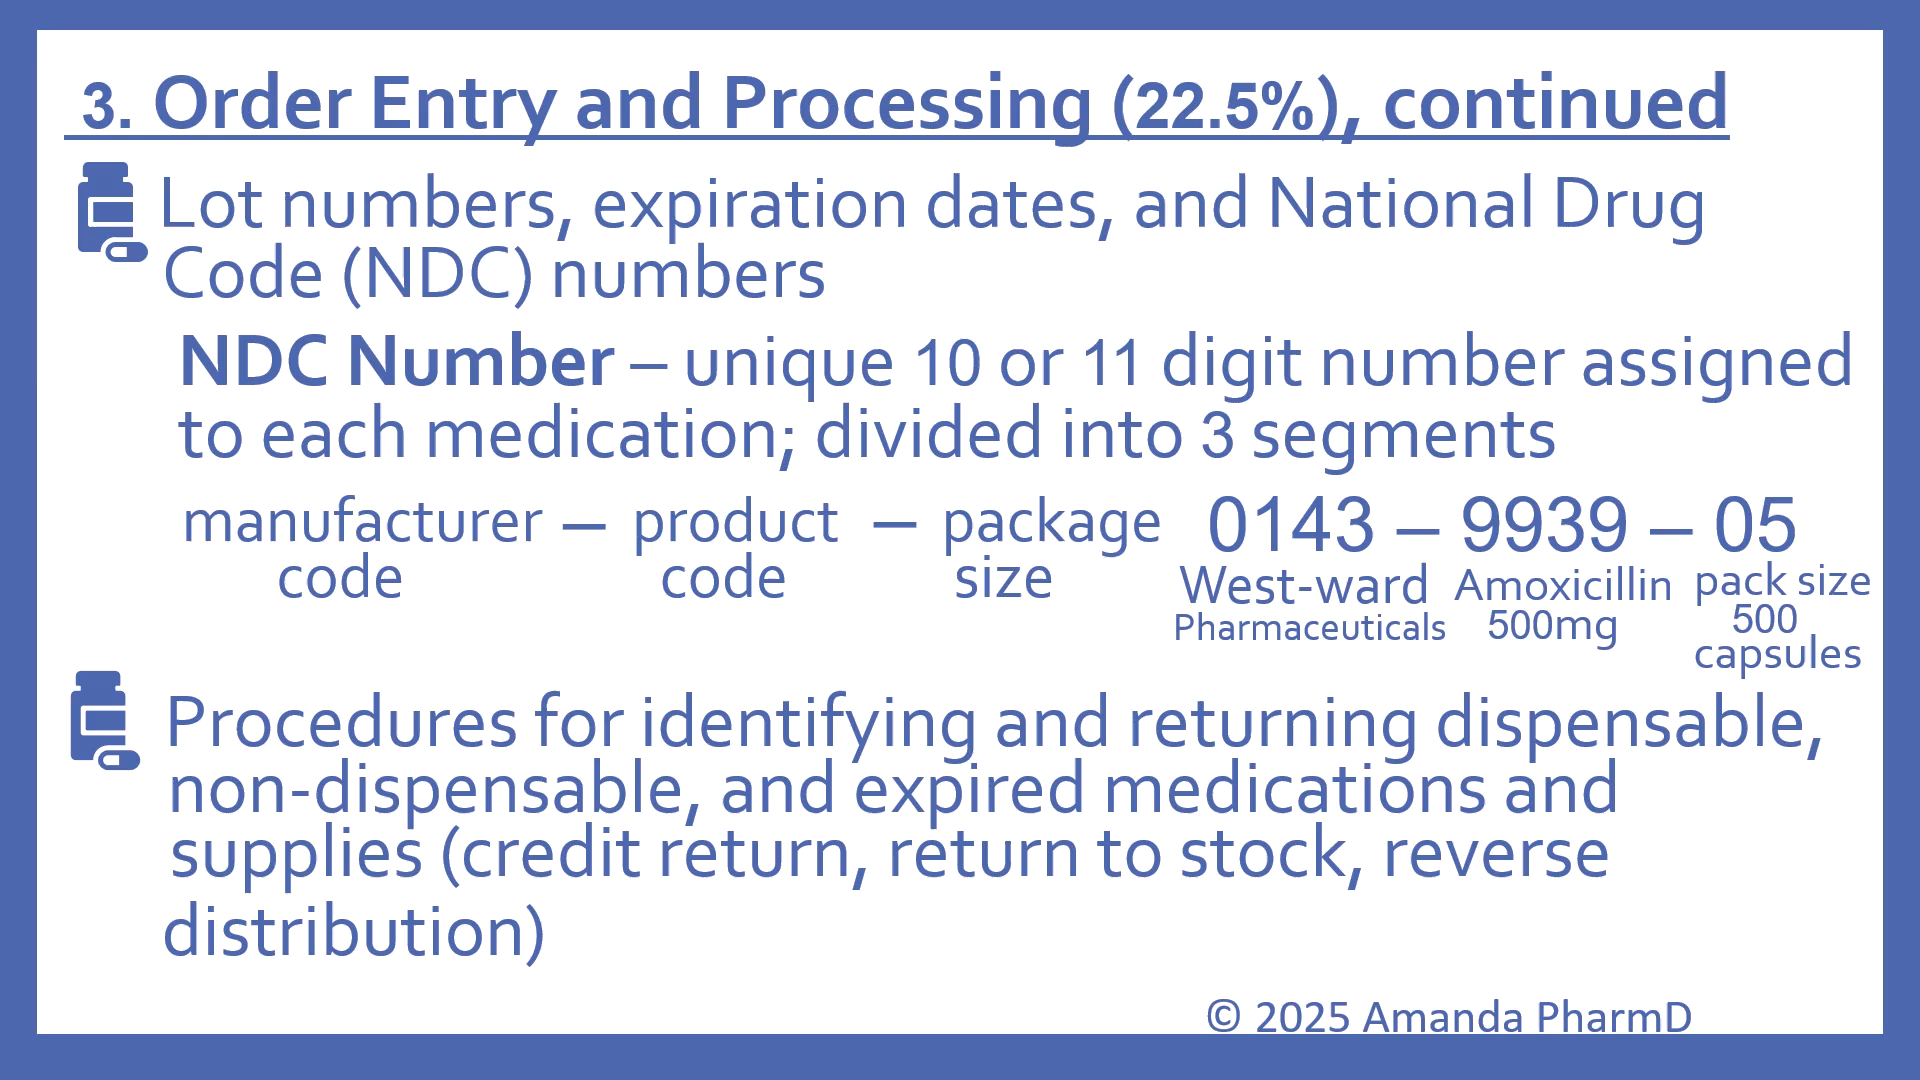 3. Order Entry and Processing (22.5%), continued
Lot numbers, expiration dates, and National Drug
Code (NDC) numbers
NDC Number – unique 10 or 11 digit number assigned
to each medication; divided into 3 segments
manufacturer – product – package
code code size
0143 – 9939 – 05
West-ward Amoxicillin pack size
Pharmaceuticals 500mg 500
capsules
Procedures for identifying and returning dispensable,
non-dispensable, and expired medications and
supplies (credit return, return to stock, reverse
distribution)
© 2025 Amanda PharmD